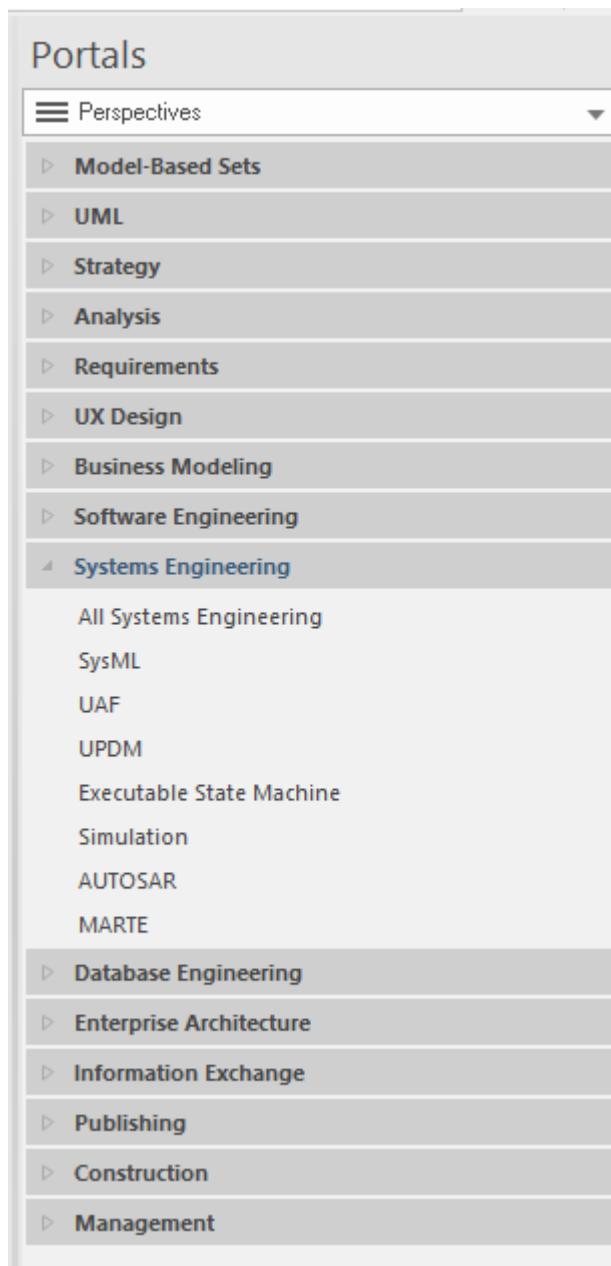 Portals
Perspectives
Model-Based Sets
UML
Strategy
Analysis
Requirements
UX Design
Business Modeling
Software Engineering
Systems Engineering
All Systems Engineering
SysML
UAF
UPDM
Executable State Machine
Simulation
AUTOSAR
MARTE
Database Engineering
Enterprise Architecture
Information Exchange
Publishing
Construction
Management